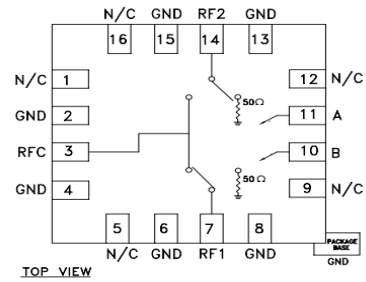 N/C GND RF2 GND
16 15 14 13
N/C 1 12 N/C
50Ω
GND 2 11 A
RFC 3 10 B
50Ω
GND 4 9 N/C
5 6 7 8
N/C GND RF1 GND
PACKAGE
BASE
GND
TOP VIEW